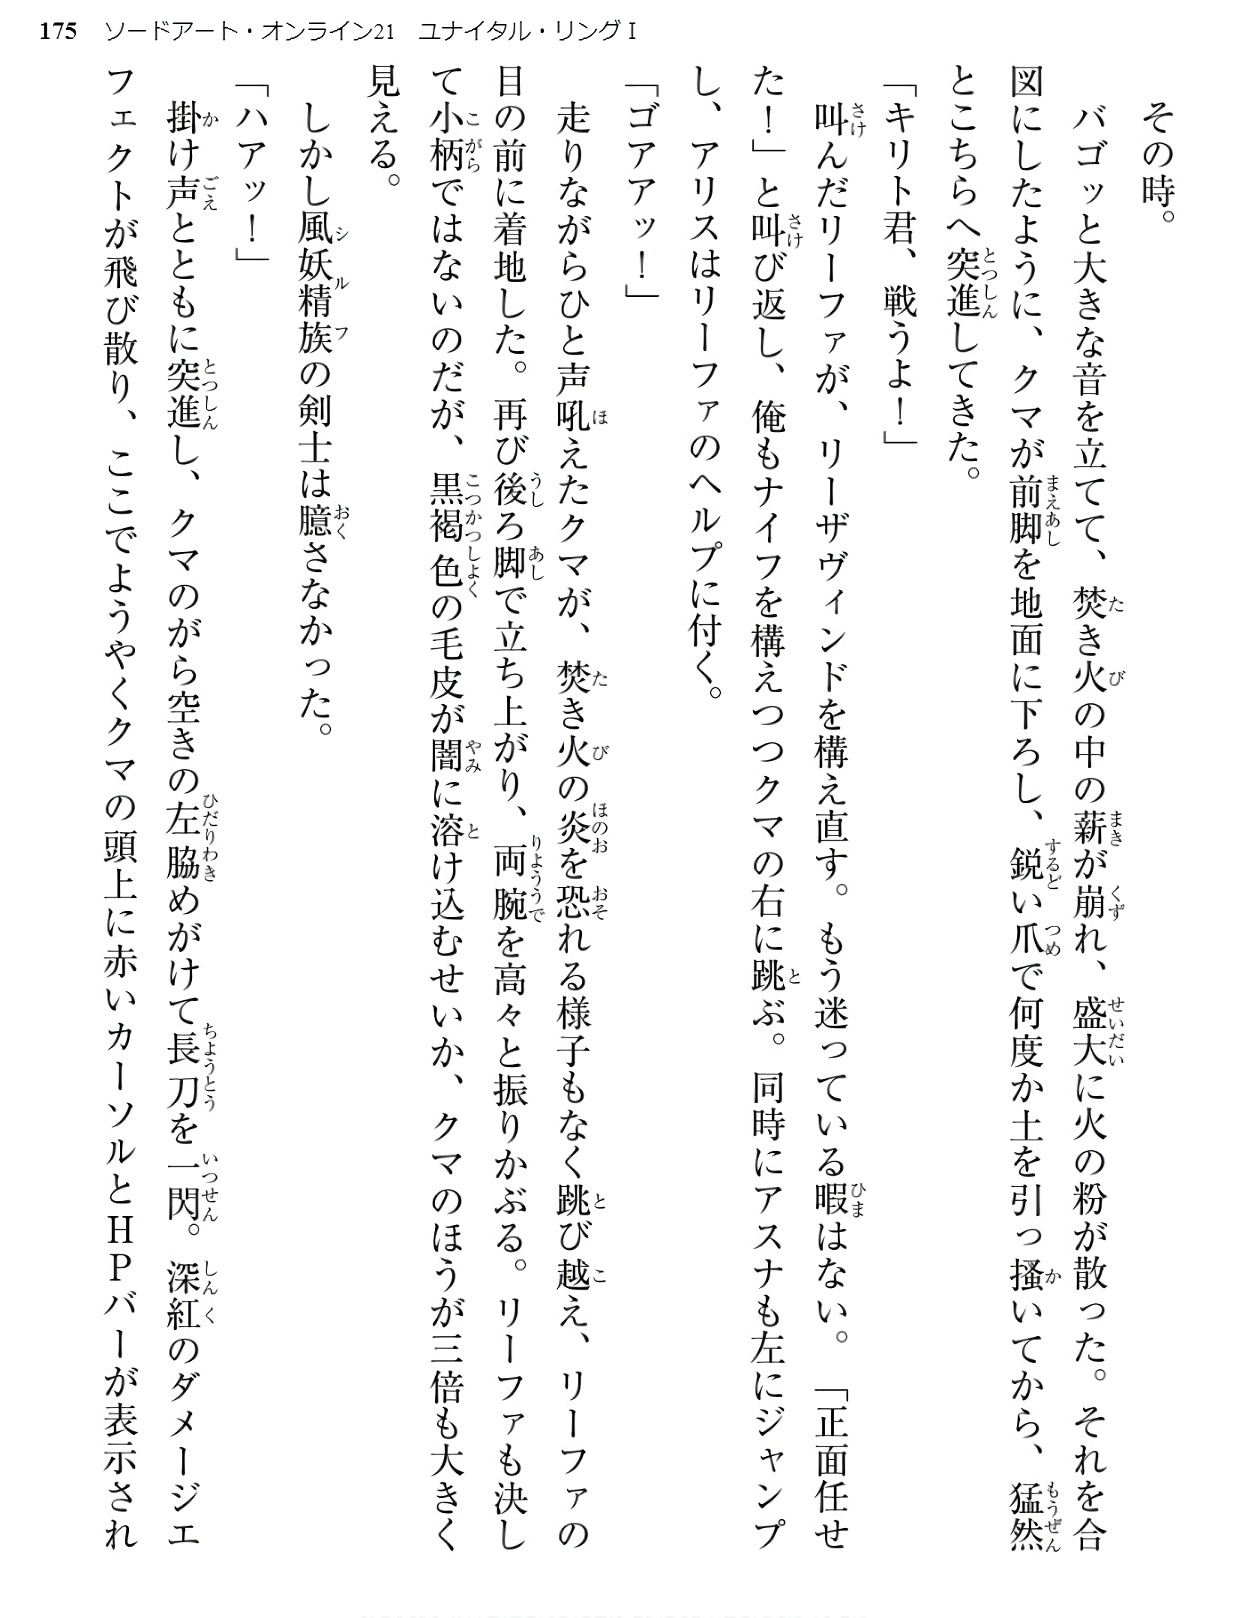 175 ソードアート・オンライン21 ユナイタル・リングⅠ
その時。
バゴッと大きな音を立てて、焚き火の中の薪が崩れ、盛大に火の粉が散った。それを合
図にしたように、クマが前脚を地面に下ろし、鋭い爪で何度か土を引っ搔いてから、猛然
とこちらへ突進してきた。
「キリト君、戦うよ！」
叫んだリーファが、リーザヴィンドを構え直す。もう迷っている暇はない。「正面任せ
た！」と叫び返し、俺もナイフを構えつつクマの右に跳ぶ。同時にアスナも左にジャンプ
し、アリスはリーファのヘルプに付く。
「ゴアアッ！」
走りながらひと声吼えたクマが、焚き火の炎を恐れる様子もなく跳び越え、リーファの
目の前に着地した。再び後ろ脚で立ち上がり、両腕を高々と振りかぶる。リーファも決し
て小柄ではないのだが、黒褐色の毛皮が闇に溶け込むせいか、クマのほうが三倍も大きく
見える。
しかし風妖精族の剣士は臆さなかった。
「ハアッ！」
掛け声とともに突進し、クマのがら空きの左脇めがけて長刀を一閃。深紅のダメージエ
フェクトが飛び散り、ここでようやくクマの頭上に赤いカーソルとHPバーが表示され